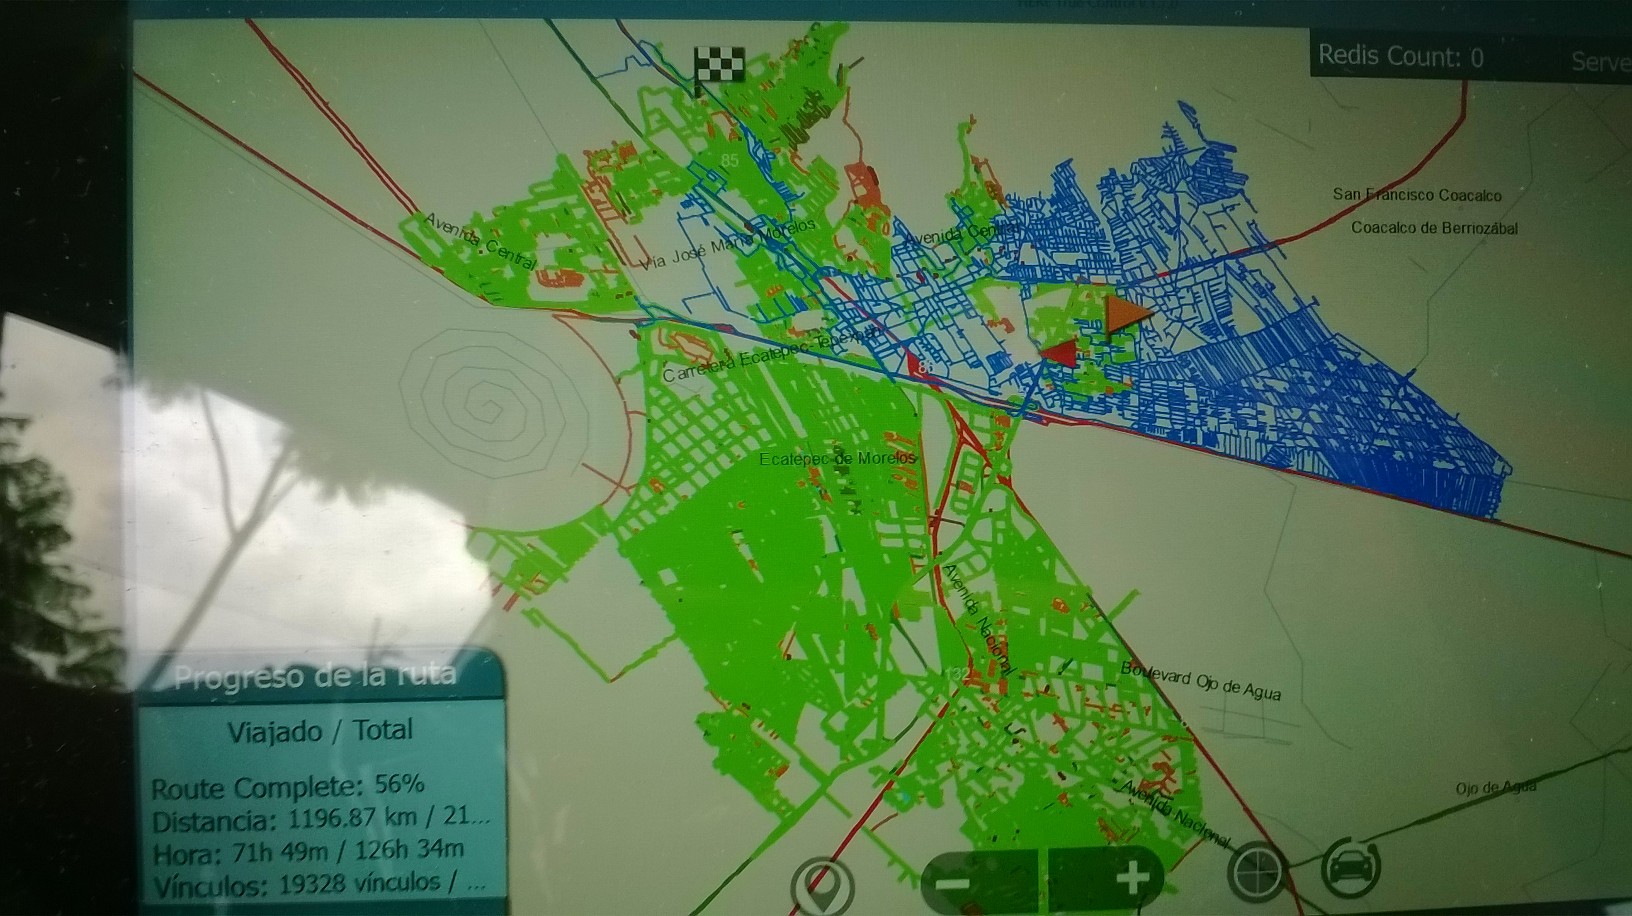 Redis Count: 0
Serve
85
San Francisco Coacalco
Coacalco de Berriozábal
Avenida Central
Vía José María Morelos
Avenida Central
Carretera Ecatepec-Tepexpan
Ecatepec de Morelos
Avenida Nacional
132
Boulevard Ojo de Agua
Ojo de Agua
Avenida Nacional
Progreso de la ruta
Viajado / Total
Route Complete: 56%
Distancia: 1196.87 km / 21...
Hora: 71h 49m / 126h 34m
Vínculos: 19328 vínculos / ...